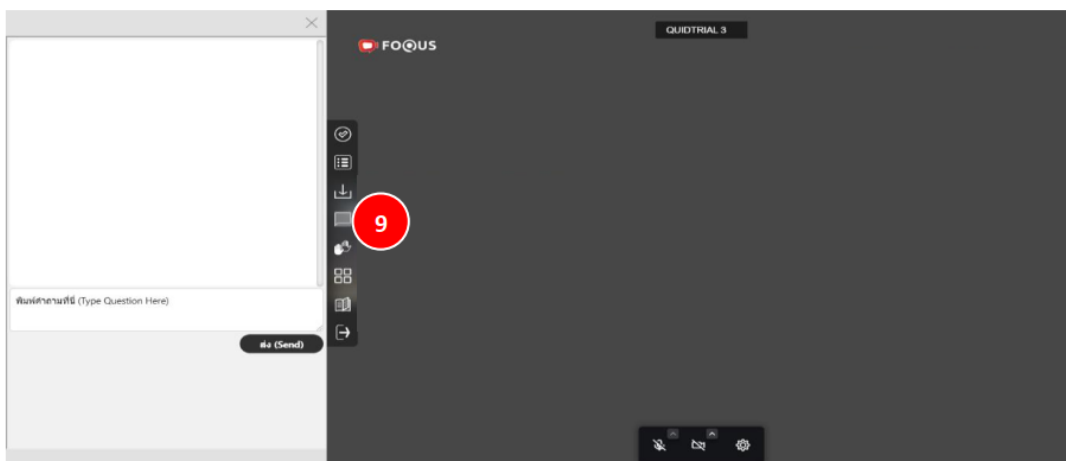 QUIDTRIAL 3
FOQUS
9
พิมพ์คำถามที่นี่ (Type Question Here)
ส่ง (Send)